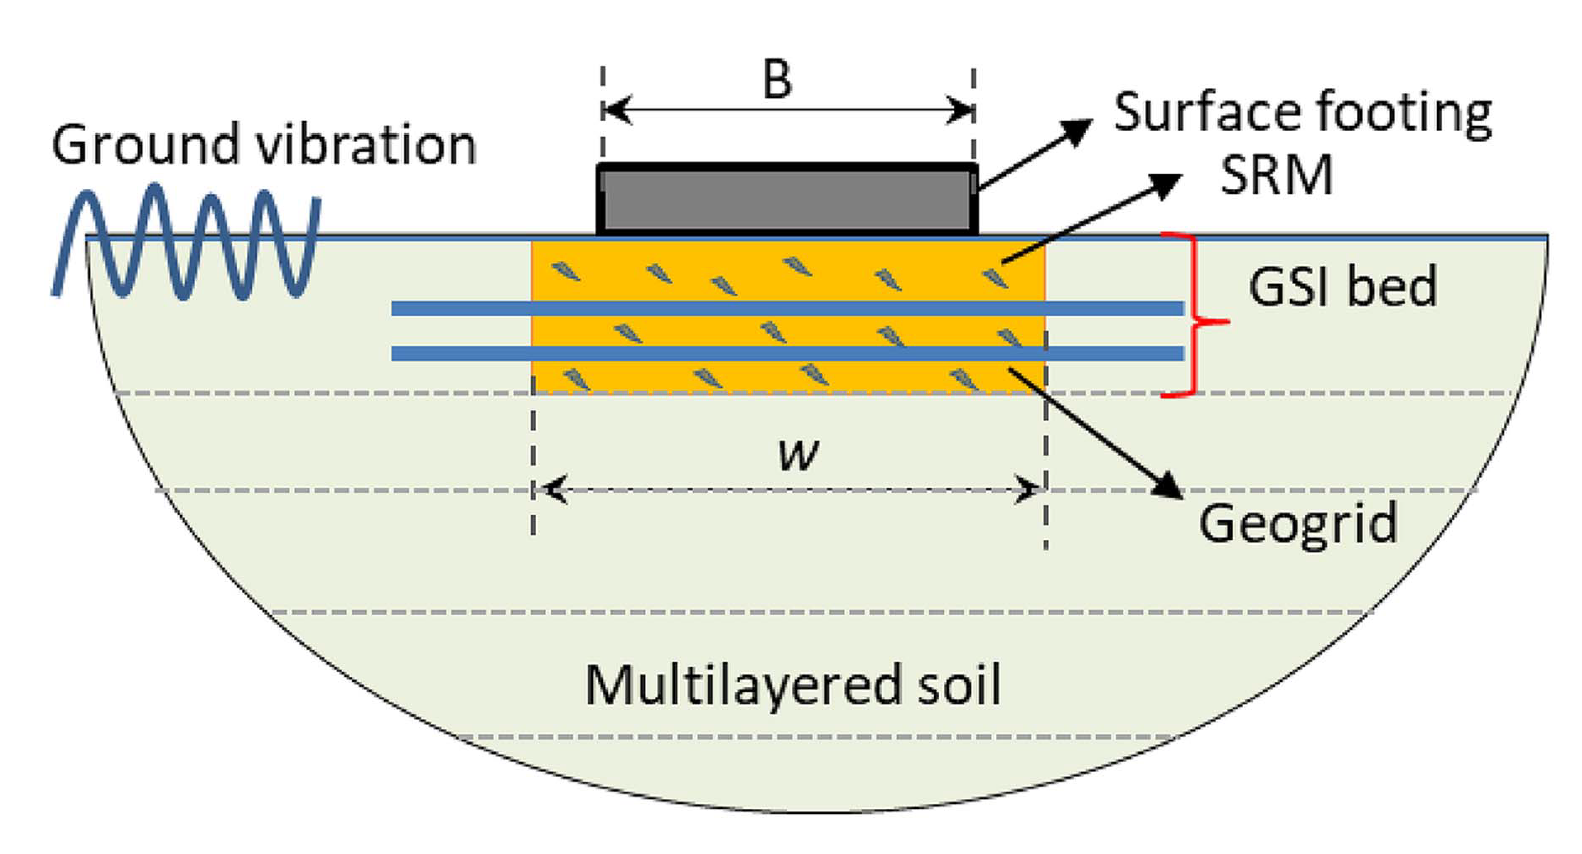 B
Surface footing
Ground vibration
SRM
GSI bed
w
Geogrid
Multilayered soil